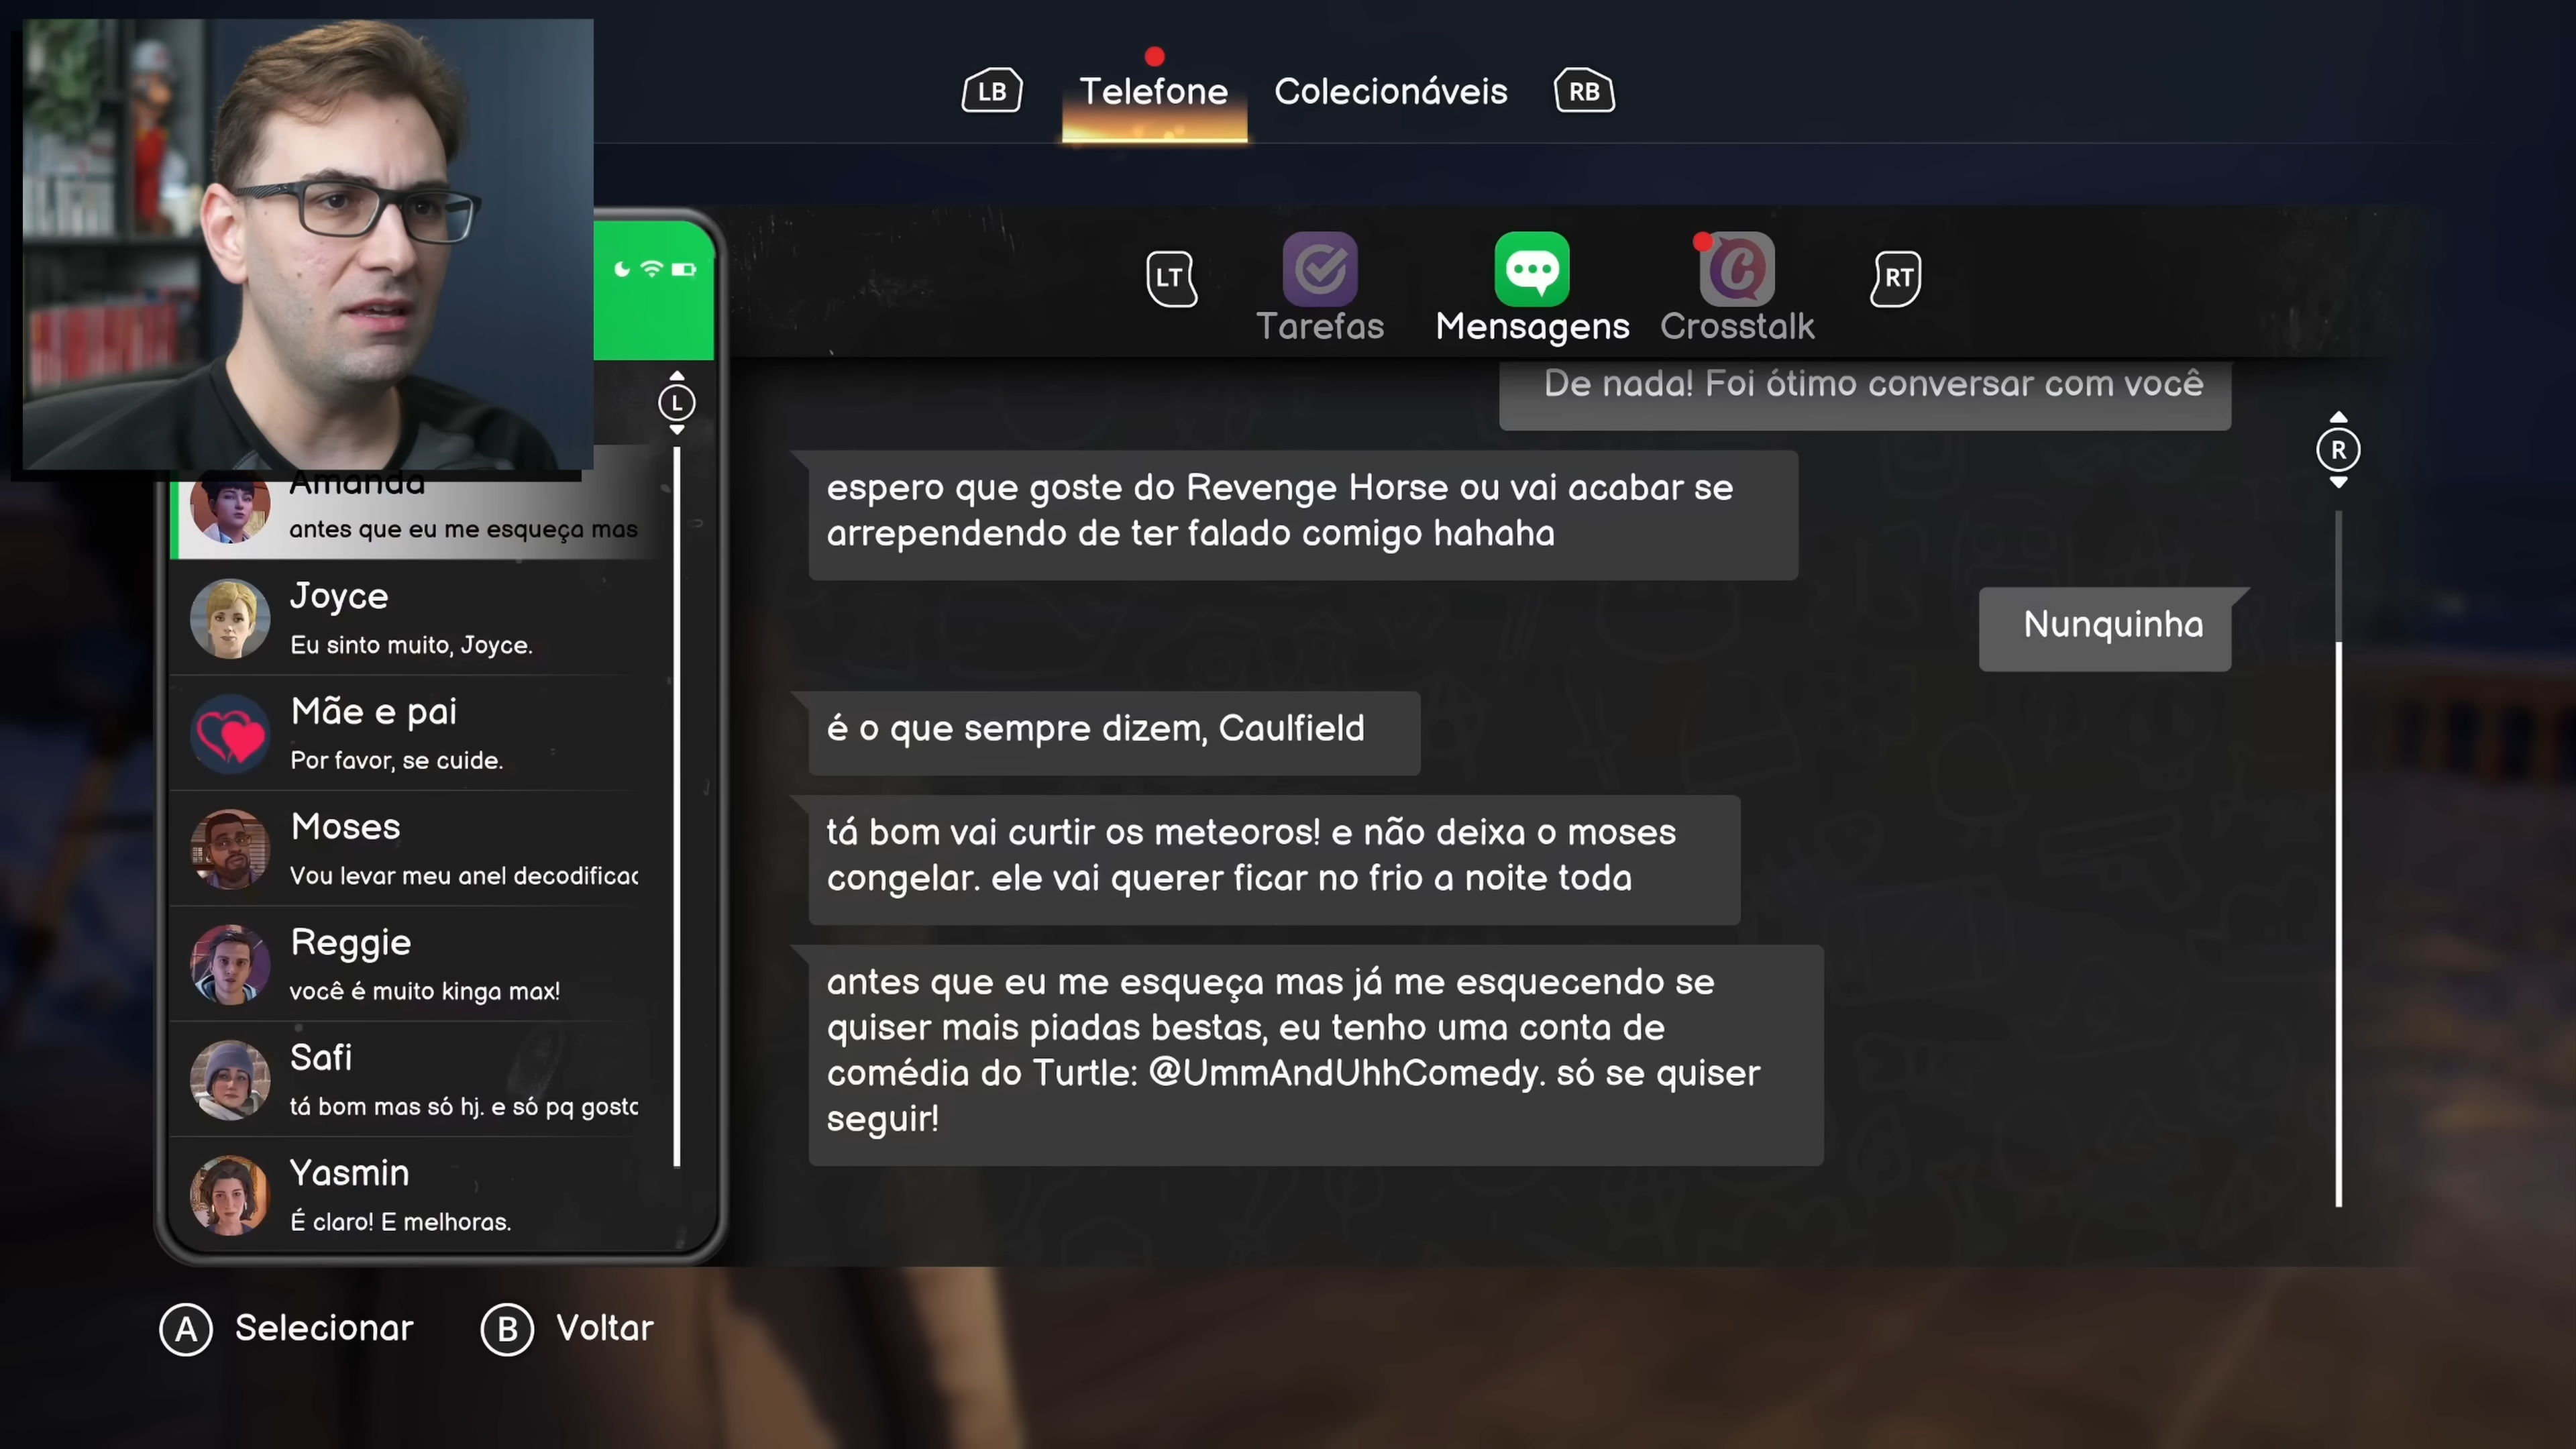 LB
Telefone
Colecionáveis
RB
LT
Tarefas
Mensagens
Crosstalk
RT
L
Amanda
antes que eu me esqueça mas
Joyce
Eu sinto muito, Joyce.
Mãe e pai
Por favor, se cuide.
Moses
Vou levar meu anel decodificad
Reggie
você é muito kinga max!
Safi
tá bom mas só hj. e só pq gosto
Yasmin
É claro! E melhoras.
De nada! Foi ótimo conversar com você
R
espero que goste do Revenge Horse ou vai acabar se
arrependendo de ter falado comigo hahaha
Nunquinha
é o que sempre dizem, Caulfield
tá bom vai curtir os meteoros! e não deixa o moses
congelar. ele vai querer ficar no frio a noite toda
antes que eu me esqueça mas já me esquecendo se
quiser mais piadas bestas, eu tenho uma conta de
comédia do Turtle: @UmmAndUhhComedy. só se quiser
seguir!
A Selecionar
B Voltar